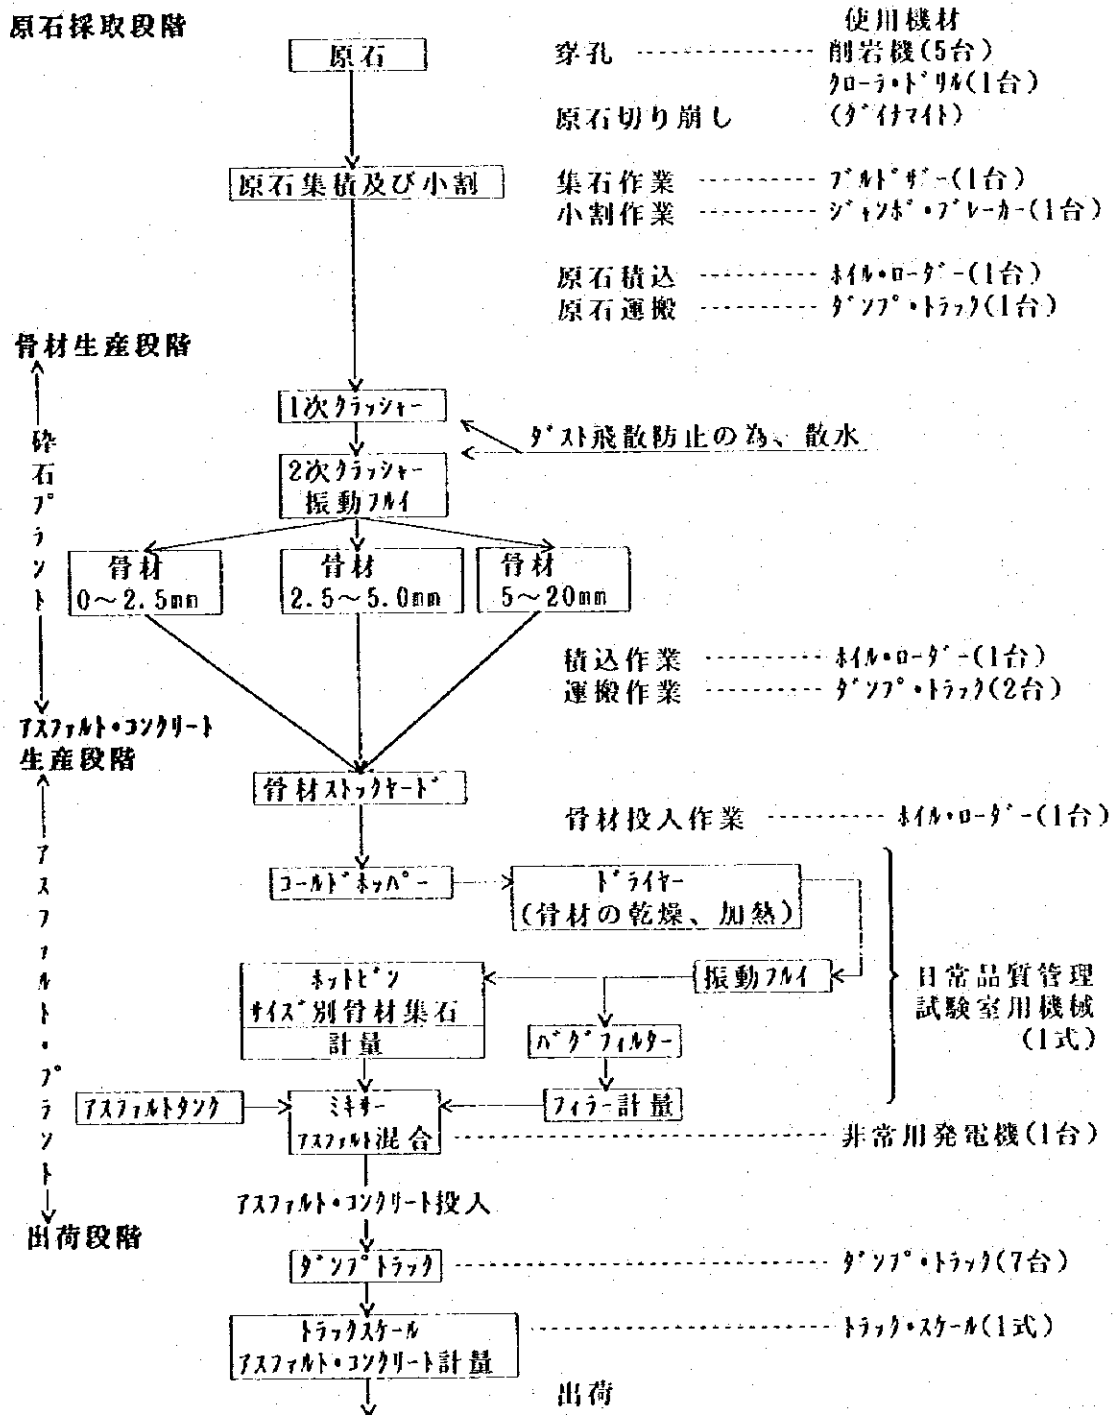 原石採取段階
使用機材
原石
穿孔 ‥‥‥‥‥‥ 削岩機(5台)
クローラ・ドリル(1台)
原石切り崩し (ダイナマイト)
原石集積及び小割
集石作業 ‥‥‥‥ ブルドザー(1台)
小割作業 ‥‥‥‥ ジャンボ・ブレーカー(1台)
原石積込 ‥‥‥‥ ホイル・ローダー(1台)
原石運搬 ‥‥‥‥ ダンプ・トラック(1台)
骨材生産段階
砕石プラント
1次クラッシャー
ダスト飛散防止の為、散水
2次クラッシャー
振動フルイ
骨材
0～2.5mm
骨材
2.5～5.0mm
骨材
5～20mm
積込作業 ‥‥‥‥ ホイル・ローダー(1台)
運搬作業 ‥‥‥‥ ダンプ・トラック(2台)
アスファルト・コンクリート
生産段階
アスファルト・プラント
骨材ストックヤード
骨材投入作業 ‥‥‥‥ ホイル・ローダー(1台)
コールドホッパー
ドライヤー
(骨材の乾燥、加熱)
振動フルイ
ホットビン
サイズ別骨材集石
計量
バグフィルター
日常品質管理
試験室用機械
(1式)
アスファルトタンク
ミキサー
アスファルト混合
フィラー計量
非常用発電機(1台)
アスファルト・コンクリート投入
出荷段階
ダンプトラック
ダンプ・トラック(7台)
トラックスケール
アスファルト・コンクリート計量
トラック・スケール(1式)
出荷